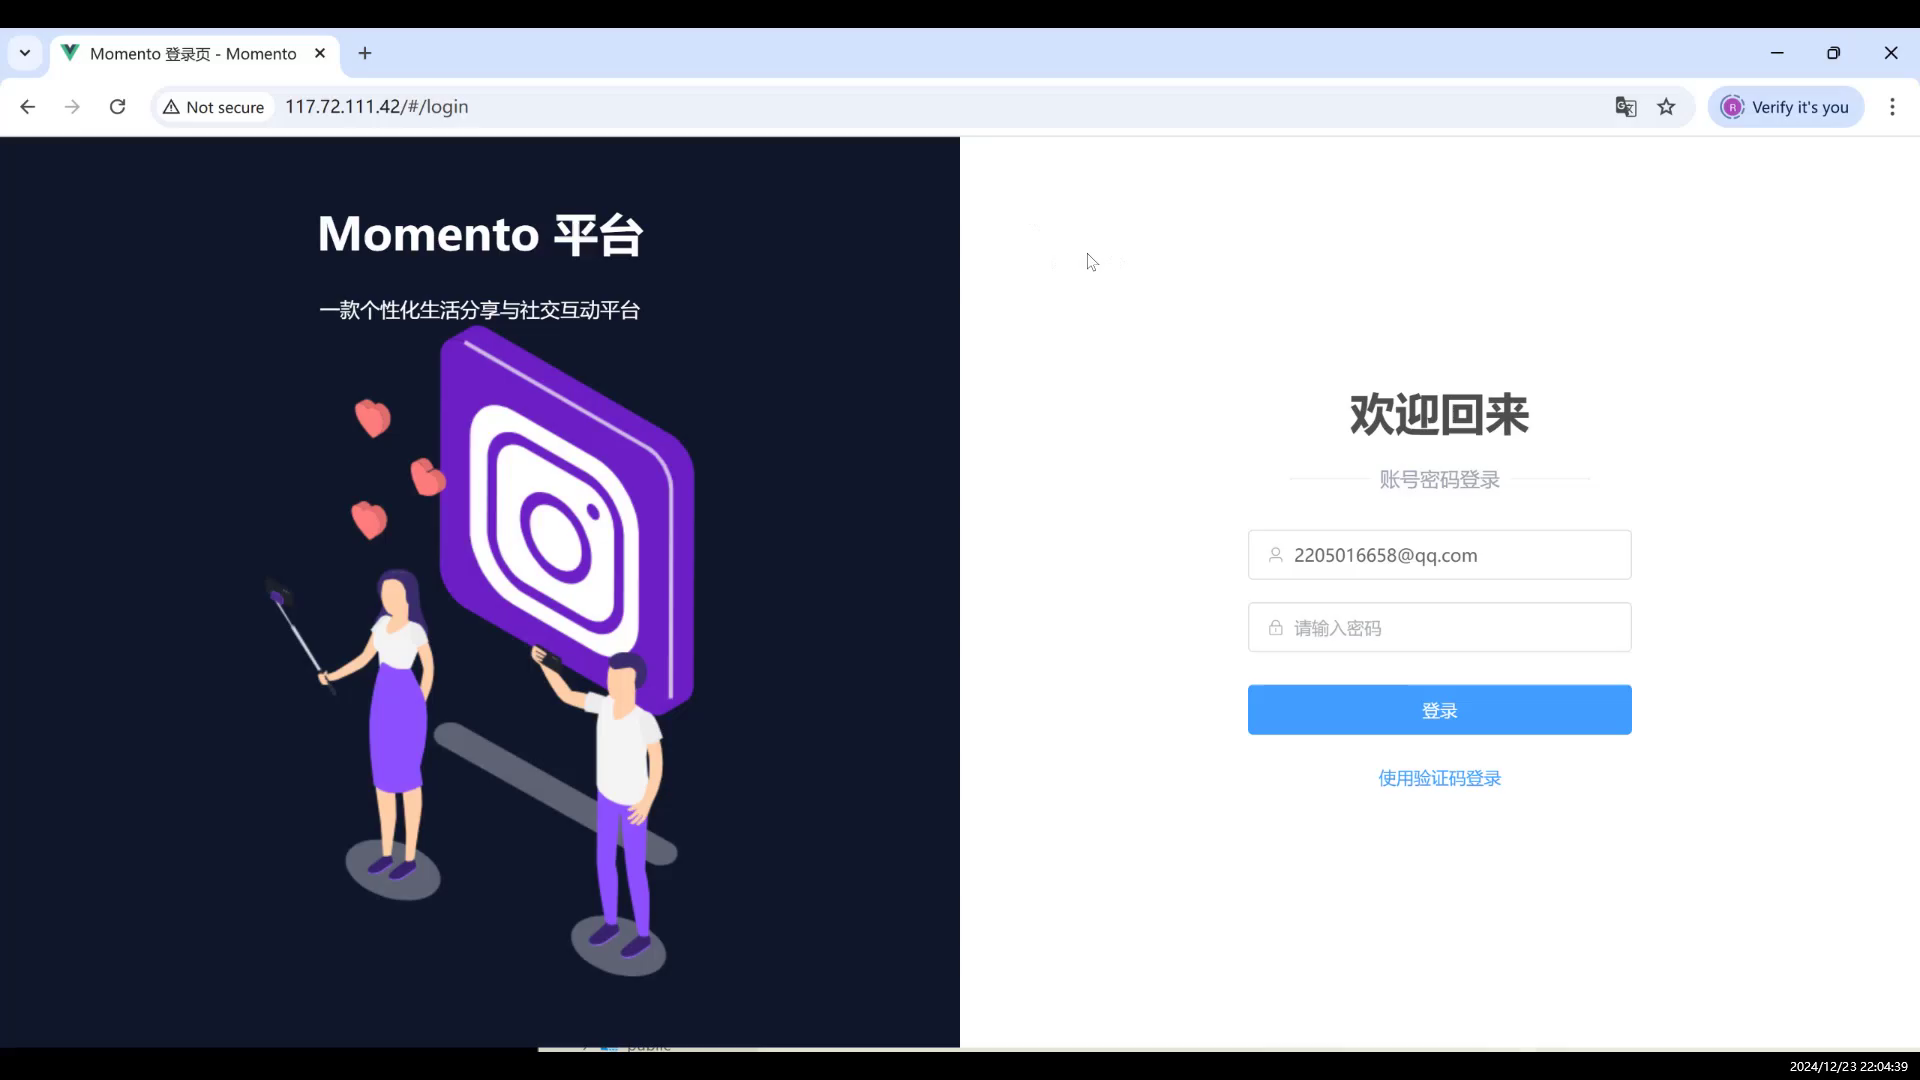 Momento 登录页 - Momento
Not secure
117.72.111.42/#/login
Verify it's you
Momento 平台
一款个性化生活分享与社交互动平台
欢迎回来
账号密码登录
2205016658@qq.com
请输入密码
登录
使用验证码登录
2024/12/23 22:04:39